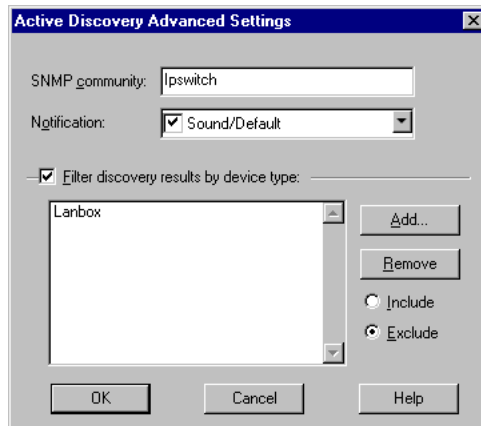 Active Discovery Advanced Settings
SNMP community: Ipswitch
Notification: Sound/Default
Filter discovery results by device type:
Lanbox
Add...
Remove
Include
Exclude
OK Cancel Help